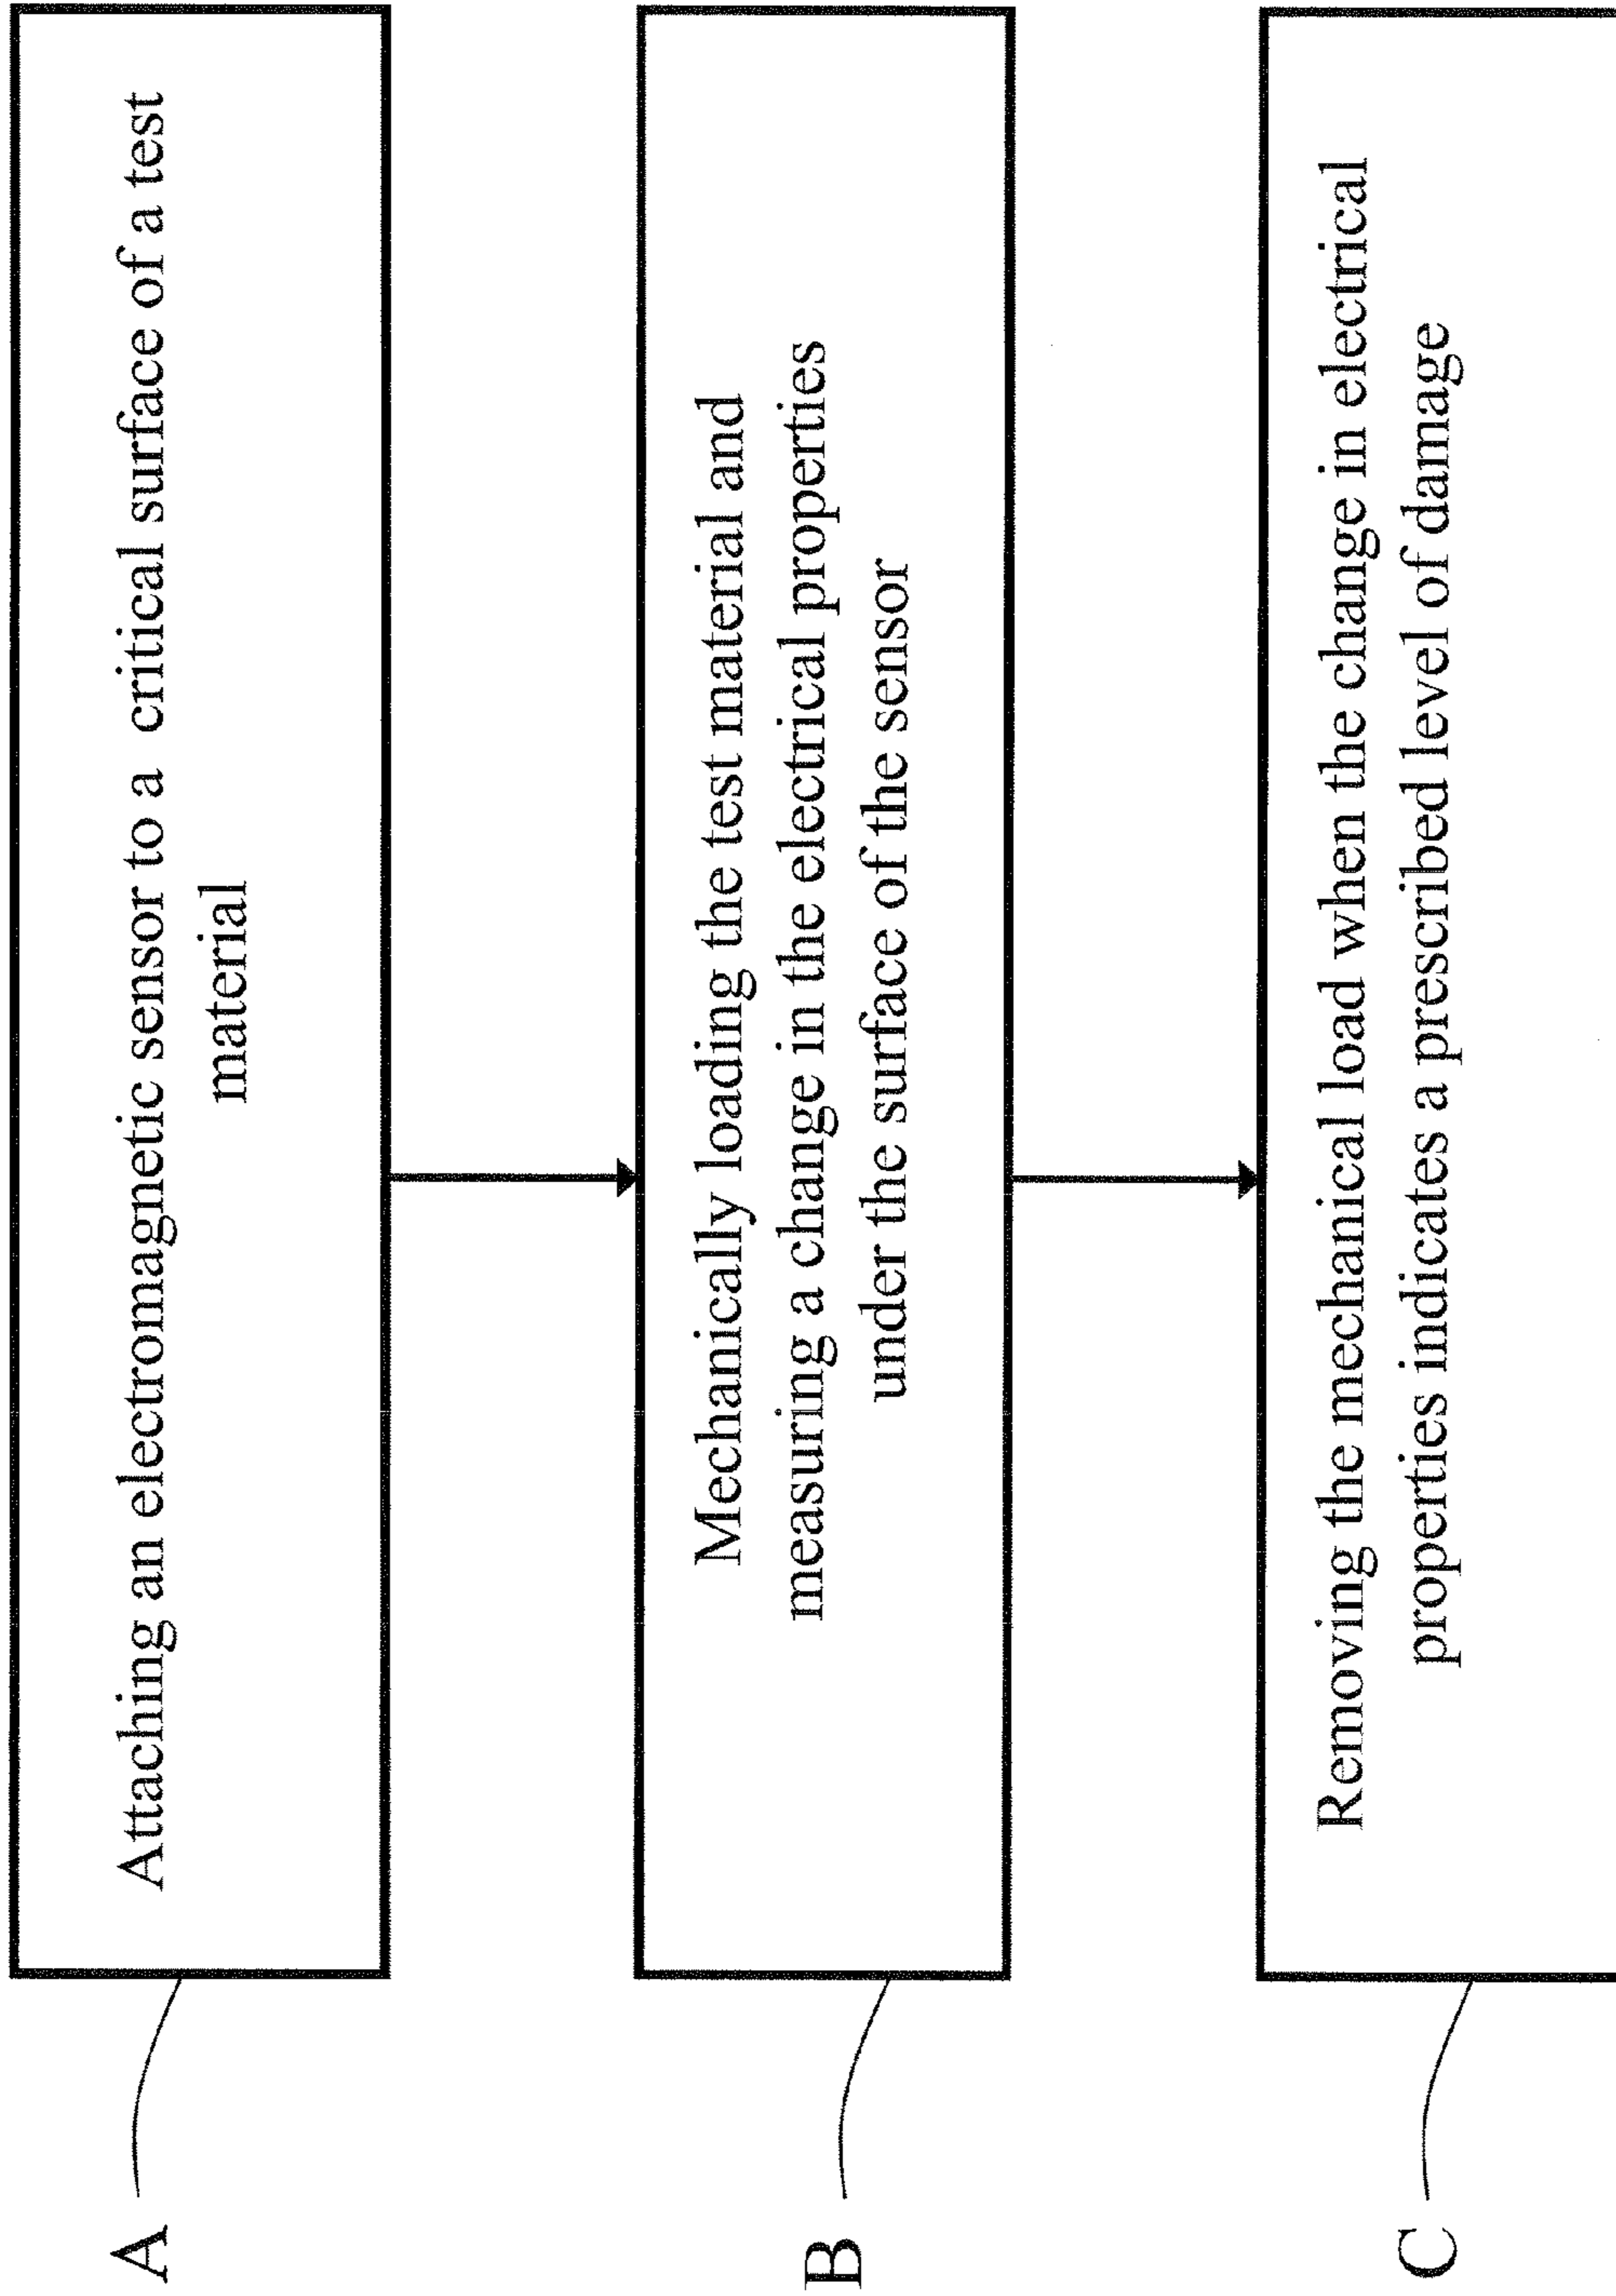 A
Attaching an electromagnetic sensor to a critical surface of a test
material
B
Mechanically loading the test material and
measuring a change in the electrical properties
under the surface of the sensor
C
Removing the mechanical load when the change in electrical
properties indicates a prescribed level of damage